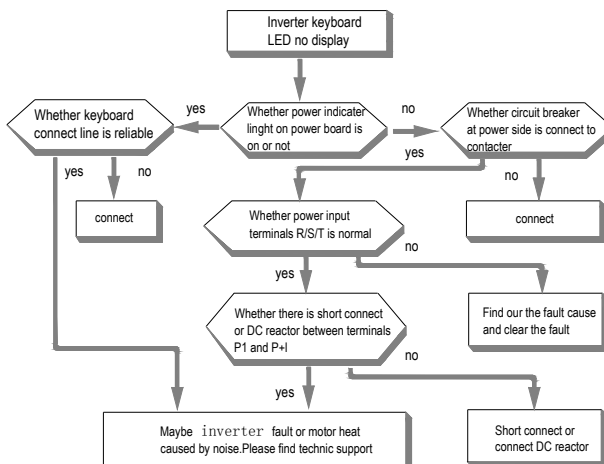 Inverter keyboard
LED no display
yes
no
Whether keyboard
connect line is reliable
Whether power indicater
linght on power board is
on or not
Whether circuit breaker
at power side is connect to
contacter
yes
yes
no
no
connect
Whether power input
terminals R/S/T is normal
connect
no
yes
Whether there is short connect
or DC reactor between terminals
P1 and P+I
Find our the fault cause
and clear the fault
no
yes
Maybe inverter fault or motor heat
caused by noise.Please find technic support
Short connect or
connect DC reactor